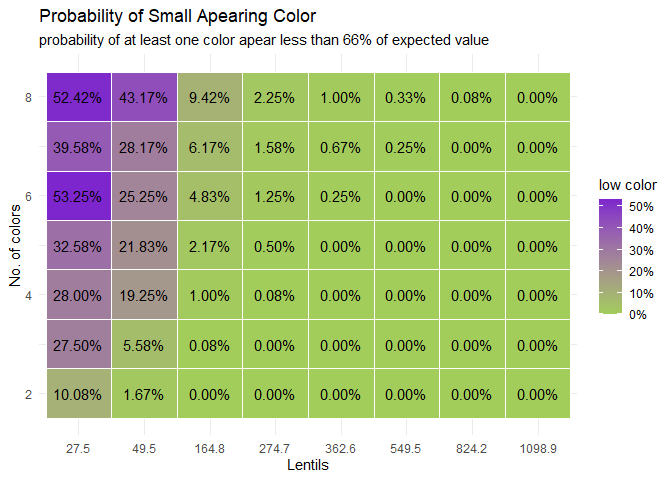 Probability of Small Apearing Color
probability of at least one color apear less than 66% of expected value
8 52.42% 43.17% 9.42% 2.25% 1.00% 0.33% 0.08% 0.00%
39.58% 28.17% 6.17% 1.58% 0.67% 0.25% 0.00% 0.00%
6 53.25% 25.25% 4.83% 1.25% 0.25% 0.00% 0.00% 0.00%
32.58% 21.83% 2.17% 0.50% 0.00% 0.00% 0.00% 0.00%
4 28.00% 19.25% 1.00% 0.08% 0.00% 0.00% 0.00% 0.00%
27.50% 5.58% 0.08% 0.00% 0.00% 0.00% 0.00% 0.00%
2 10.08% 1.67% 0.00% 0.00% 0.00% 0.00% 0.00% 0.00%
27.5 49.5 164.8 274.7 362.6 549.5 824.2 1098.9
Lentils
No. of colors
low color
50%
40%
30%
20%
10%
0%